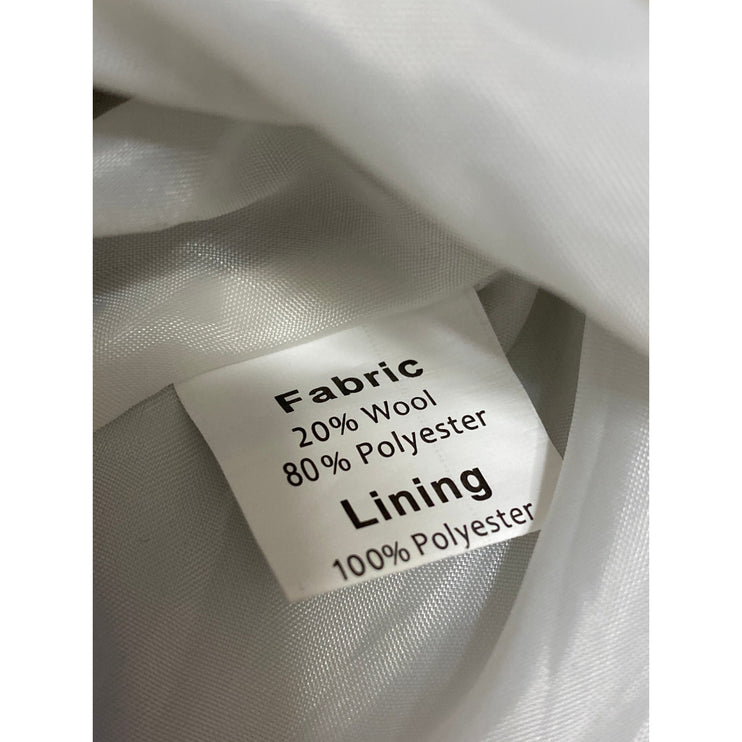 Fabric
20% Wool
80% Polyester
Lining
100% Polyester